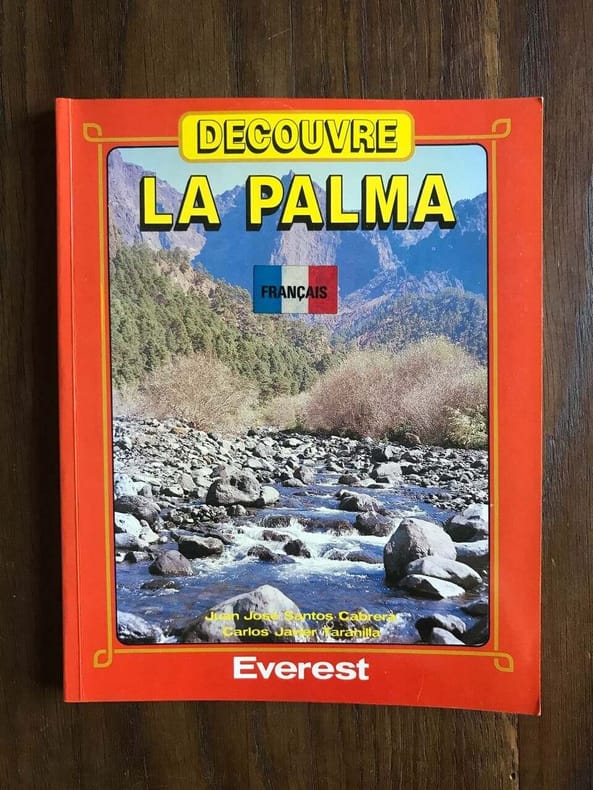 DECOUVRE
LA PALMA
FRANÇAIS
Juan José Santos Cabrera
Carlos Javier Taranilla
Everest